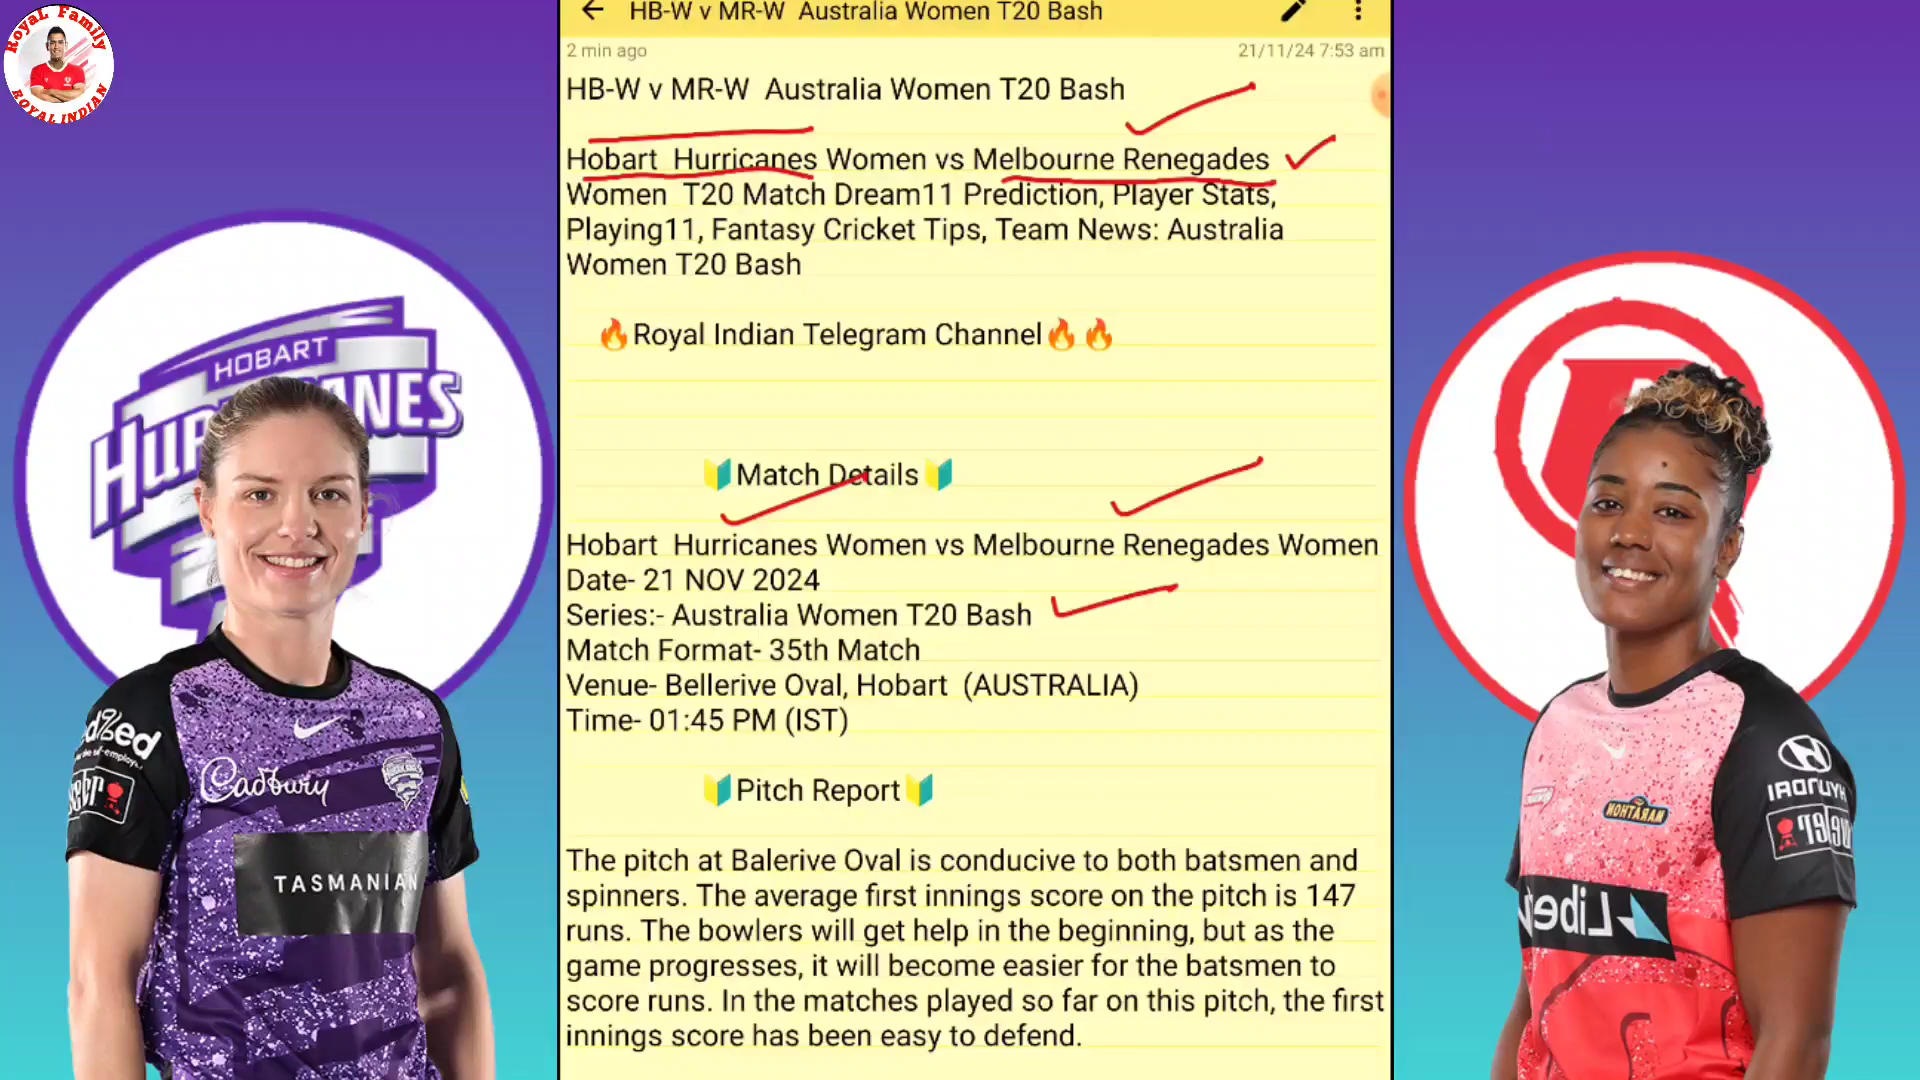 Royal Family
ROYAL INDIAN
HB-W v MR-W Australia Women T20 Bash
2 min ago
21/11/24 7:53 am
HB-W v MR-W Australia Women T20 Bash
Hobart Hurricanes Women vs Melbourne Renegades
Women T20 Match Dream11 Prediction, Player Stats,
Playing11, Fantasy Cricket Tips, Team News: Australia
Women T20 Bash
🔥Royal Indian Telegram Channel🔥🔥
🔰Match Details🔰
Hobart Hurricanes Women vs Melbourne Renegades Women
Date- 21 NOV 2024
Series:- Australia Women T20 Bash
Match Format- 35th Match
Venue- Bellerive Oval, Hobart (AUSTRALIA)
Time- 01:45 PM (IST)
🔰Pitch Report🔰
The pitch at Balerive Oval is conducive to both batsmen and
spinners. The average first innings score on the pitch is 147
runs. The bowlers will get help in the beginning, but as the
game progresses, it will become easier for the batsmen to
score runs. In the matches played so far on this pitch, the first
innings score has been easy to defend.
HOBART
Cadbury
TASMANIAN
HYUNDAI
MARATHON